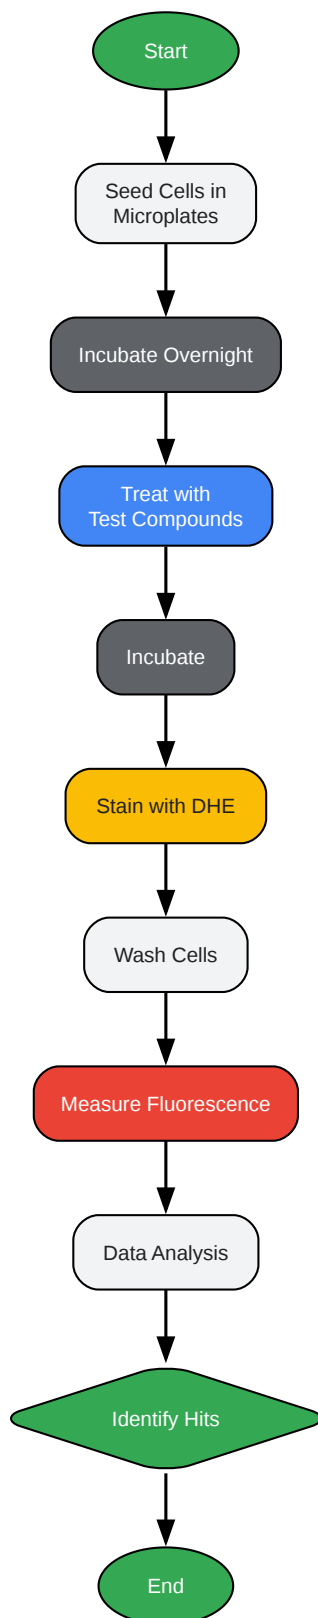 Start
Seed Cells in
Microplates
Incubate Overnight
Treat with
Test Compounds
Incubate
Stain with DHE
Wash Cells
Measure Fluorescence
Data Analysis
Identify Hits
End